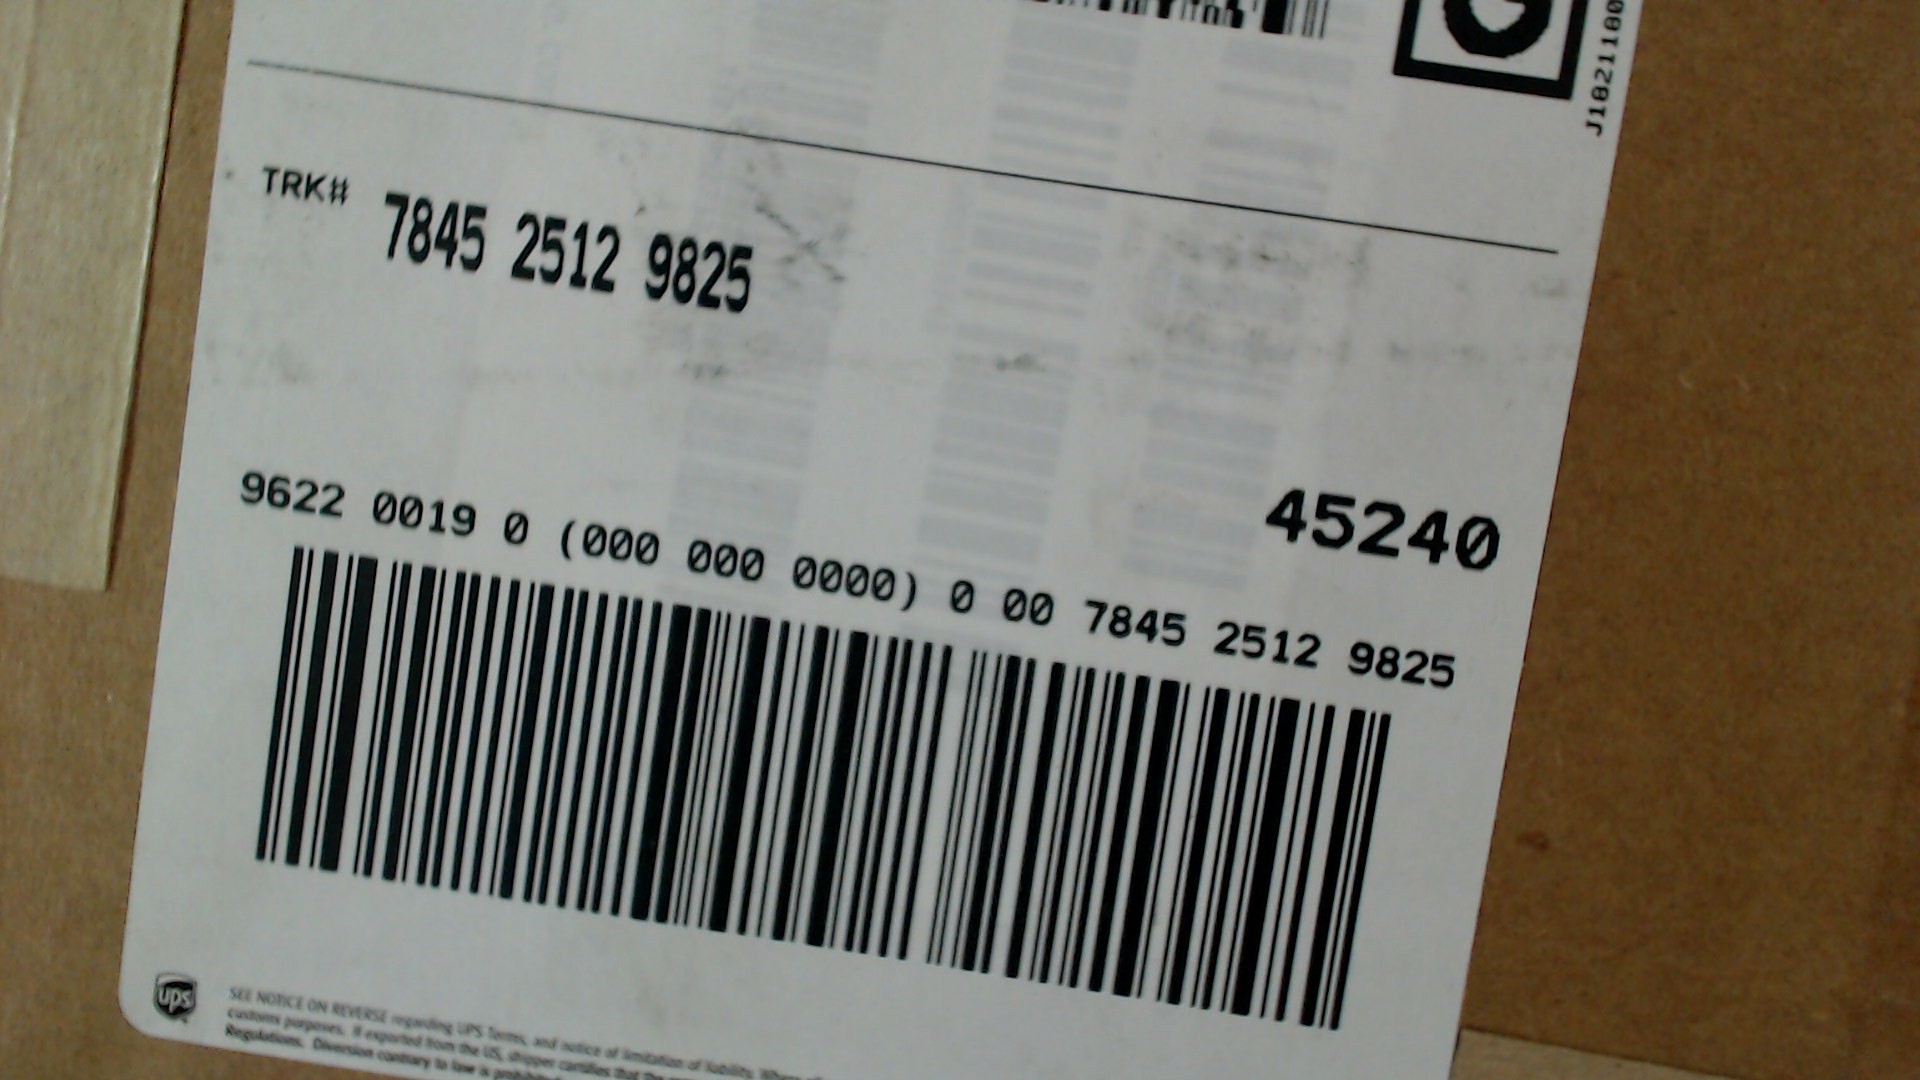 J18211180
TRK# 7845 2512 9825
45240
9622 0019 0 (000 000 0000) 0 00 7845 2512 9825
ups
SEE NOTICE ON REVERSE regarding UPS Terms, and notice of limitation of liability. Where
customs purposes. If exported from the US, shipper certifies that the
Regulations. Diversion contrary to law is